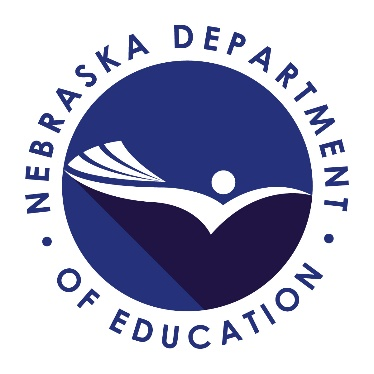 NEBRASKA DEPARTMENT
• OF EDUCATION •